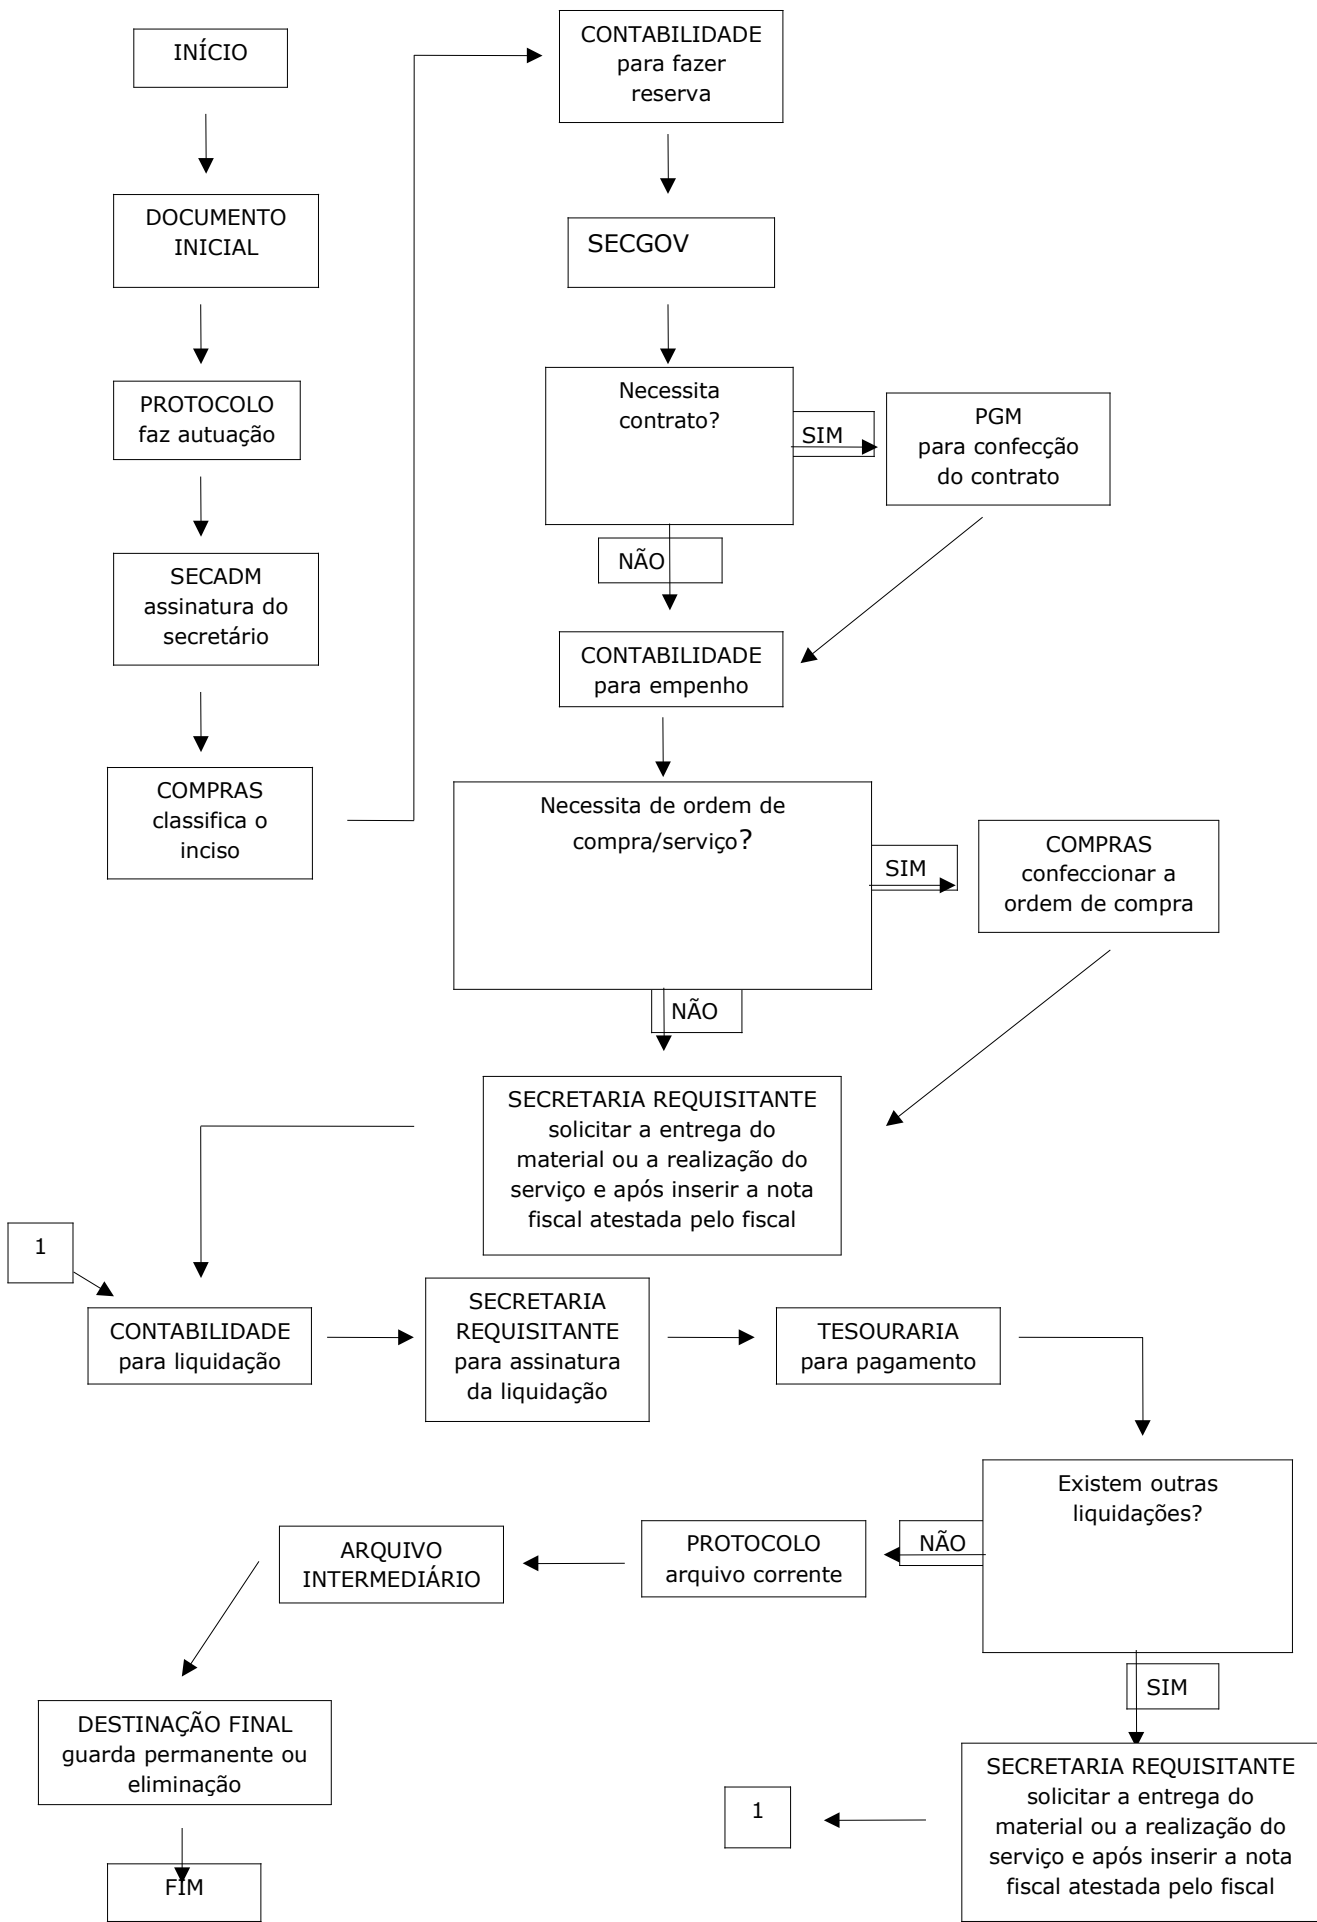 INÍCIO
DOCUMENTO
INICIAL
PROTOCOLO
faz autuação
SECADM
assinatura do
secretário
COMPRAS
classifica o
inciso
CONTABILIDADE
para fazer
reserva
SECGOV
Necessita
contrato?
SIM
PGM
para confecção
do contrato
NÃO
CONTABILIDADE
para empenho
Necessita de ordem de
compra/serviço?
SIM
COMPRAS
confeccionar a
ordem de compra
NÃO
SECRETARIA REQUISITANTE
solicitar a entrega do
material ou a realização do
serviço e após inserir a nota
fiscal atestada pelo fiscal
1
CONTABILIDADE
para liquidação
SECRETARIA
REQUISITANTE
para assinatura
da liquidação
TESOURARIA
para pagamento
Existem outras
liquidações?
NÃO
PROTOCOLO
arquivo corrente
ARQUIVO
INTERMEDIÁRIO
DESTINAÇÃO FINAL
guarda permanente ou
eliminação
FIM
SIM
SECRETARIA REQUISITANTE
solicitar a entrega do
material ou a realização do
serviço e após inserir a nota
fiscal atestada pelo fiscal
1